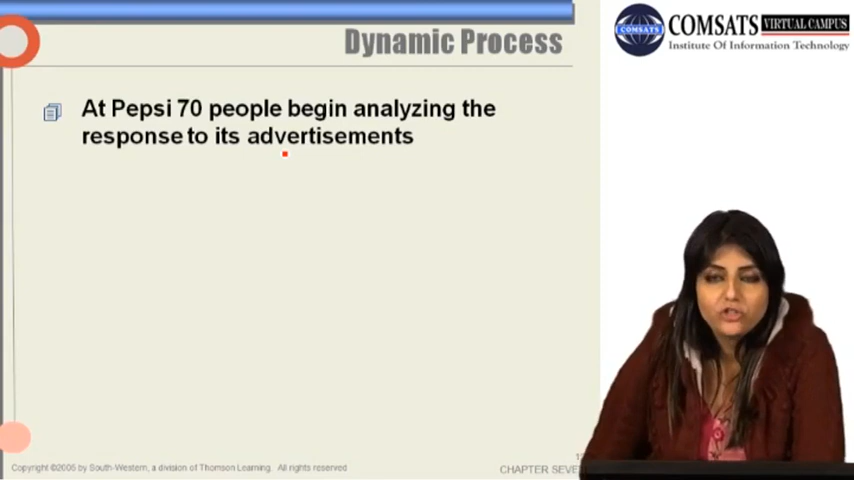 Dynamic Process
COMSATS VIRTUAL CAMPUS
COMSATS
Institute Of Information Technology
At Pepsi 70 people begin analyzing the
response to its advertisements
Copyright ©2005 by South-Western, a division of Thomson Learning. All rights reserved
CHAPTER